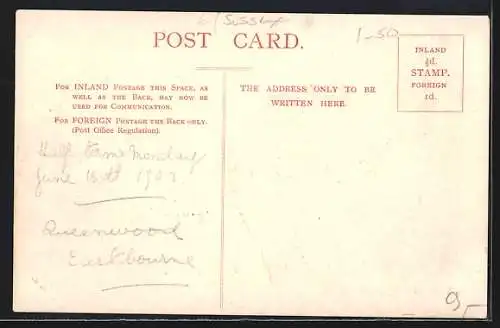 Sussex
1-50
POST CARD.
INLAND
½d.
STAMP.
FOREIGN
1d.
FOR INLAND POSTAGE THIS SPACE, AS
WELL AS THE BACK, MAY NOW BE
USED FOR COMMUNICATION.
FOR FOREIGN POSTAGE THE BACK ONLY.
(Post Office Regulation).
THE ADDRESS ONLY TO BE
WRITTEN HERE.
Half term Monday
June 15th 1903
Queenwood
Eastbourne